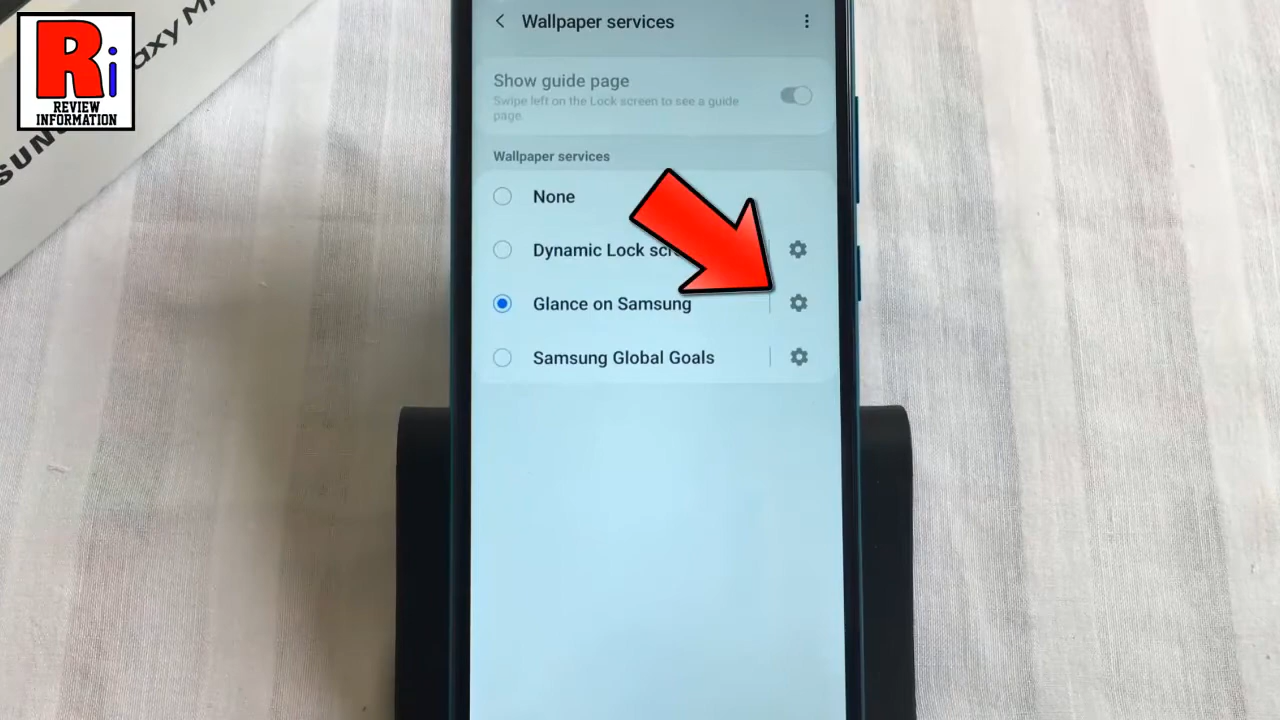 Ri
REVIEW
INFORMATION
Wallpaper services
Show guide page
Swipe left on the Lock screen to see a guide
page.
Wallpaper services
None
Dynamic Lock
Glance on Samsung
Samsung Global Goals